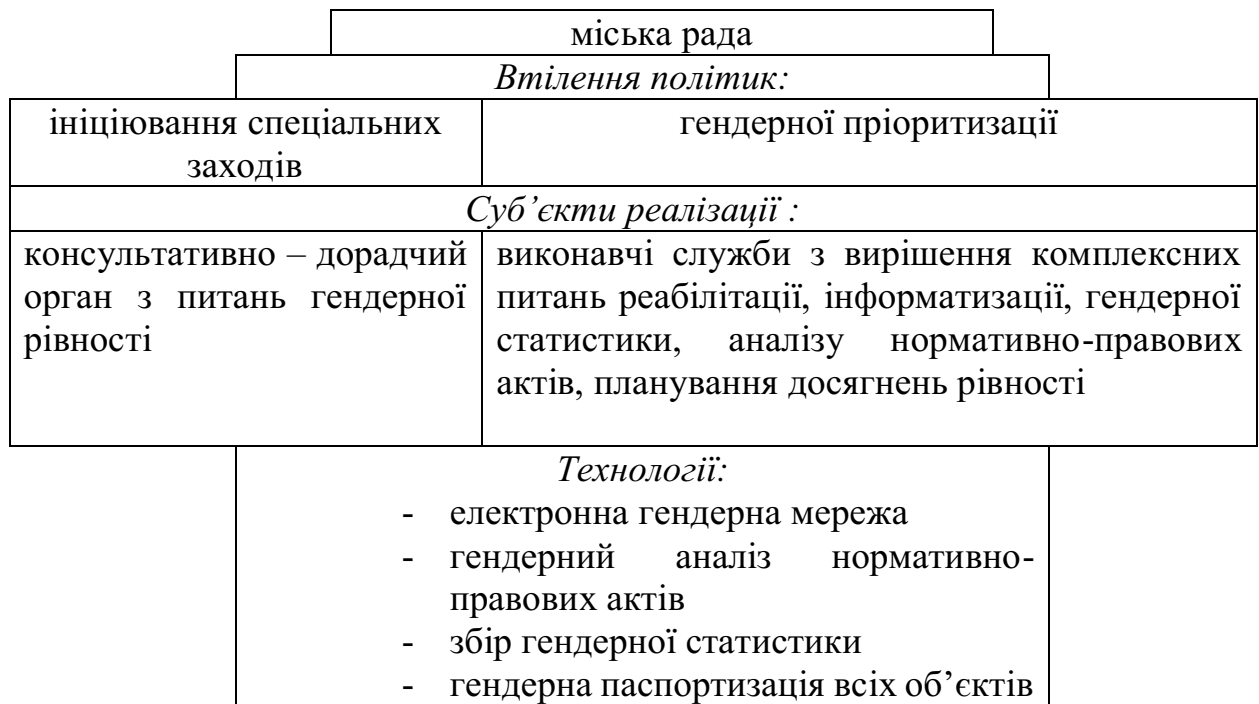 міська рада
Втілення політик:
ініціювання спеціальних
заходів
гендерної пріоритизації
Суб’єкти реалізації :
консультативно – дорадчий
орган з питань гендерної
рівності
виконавчі служби з вирішення комплексних
питань реабілітації, інформатизації, гендерної
статистики, аналізу нормативно-правових
актів, планування досягнень рівності
Технології:
- електронна гендерна мережа
- гендерний аналіз нормативно-
правових актів
- збір гендерної статистики
- гендерна паспортизація всіх об’єктів